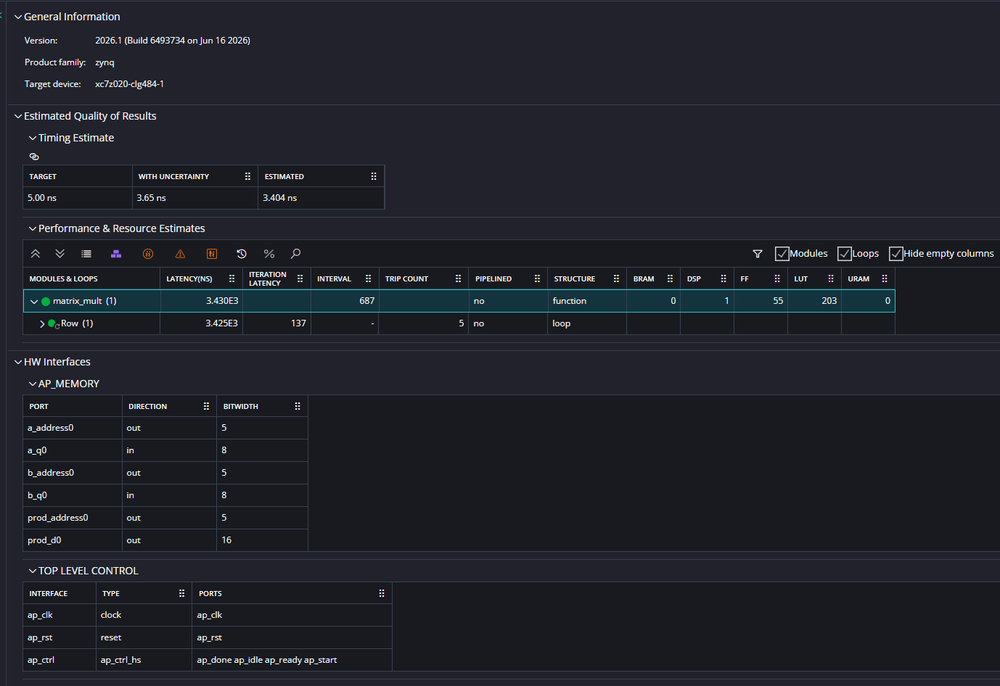 General Information
Version: 2026.1 (Build 6493734 on Jun 16 2026)
Product family: zynq
Target device: xc7z020-clg484-1
Estimated Quality of Results
Timing Estimate
TARGET WITH UNCERTAINTY ESTIMATED
5.00 ns 3.65 ns 3.404 ns
Performance & Resource Estimates
Modules Loops Hide empty columns
MODULES & LOOPS LATENCY(NS) ITERATION LATENCY INTERVAL TRIP COUNT PIPELINED STRUCTURE BRAM DSP FF LUT URAM
matrix_mult (1) 3.430E3 687 no function 0 1 55 203 0
Row (1) 3.425E3 137 - 5 no loop
HW Interfaces
AP_MEMORY
PORT DIRECTION BITWIDTH
a_address0 out 5
a_q0 in 8
b_address0 out 5
b_q0 in 8
prod_address0 out 5
prod_d0 out 16
TOP LEVEL CONTROL
INTERFACE TYPE PORTS
ap_clk clock ap_clk
ap_rst reset ap_rst
ap_ctrl ap_ctrl_hs ap_done ap_idle ap_ready ap_start